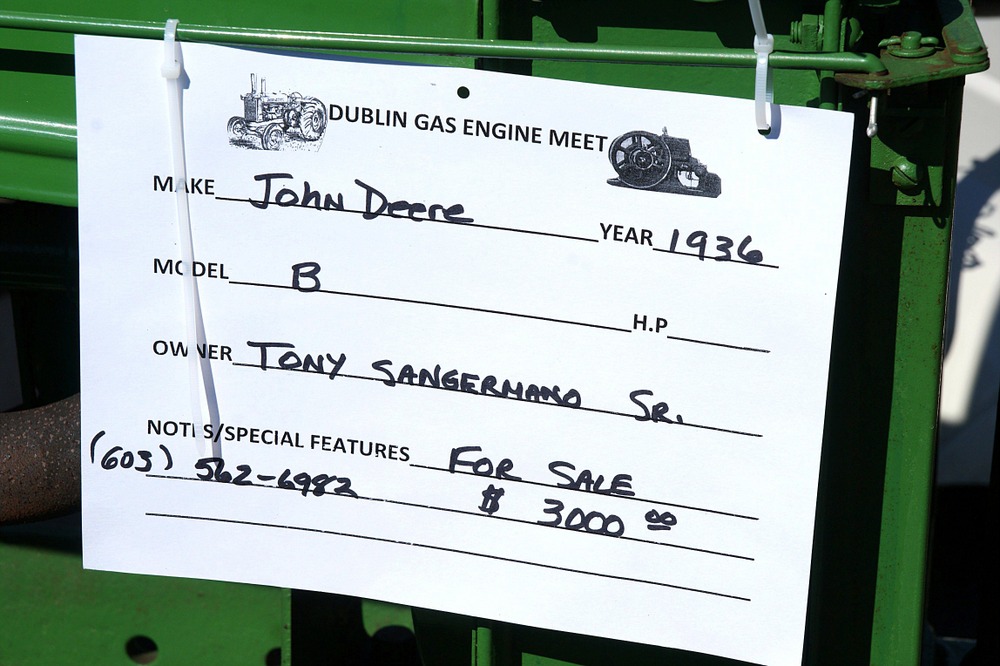 DUBLIN GAS ENGINE MEET
MAKE John Deere YEAR 1936
MODEL B H.P
OWNER TONY SANGERMANO SR.
NOTES/SPECIAL FEATURES FOR SALE
(603) 562-6982 $ 3000 00